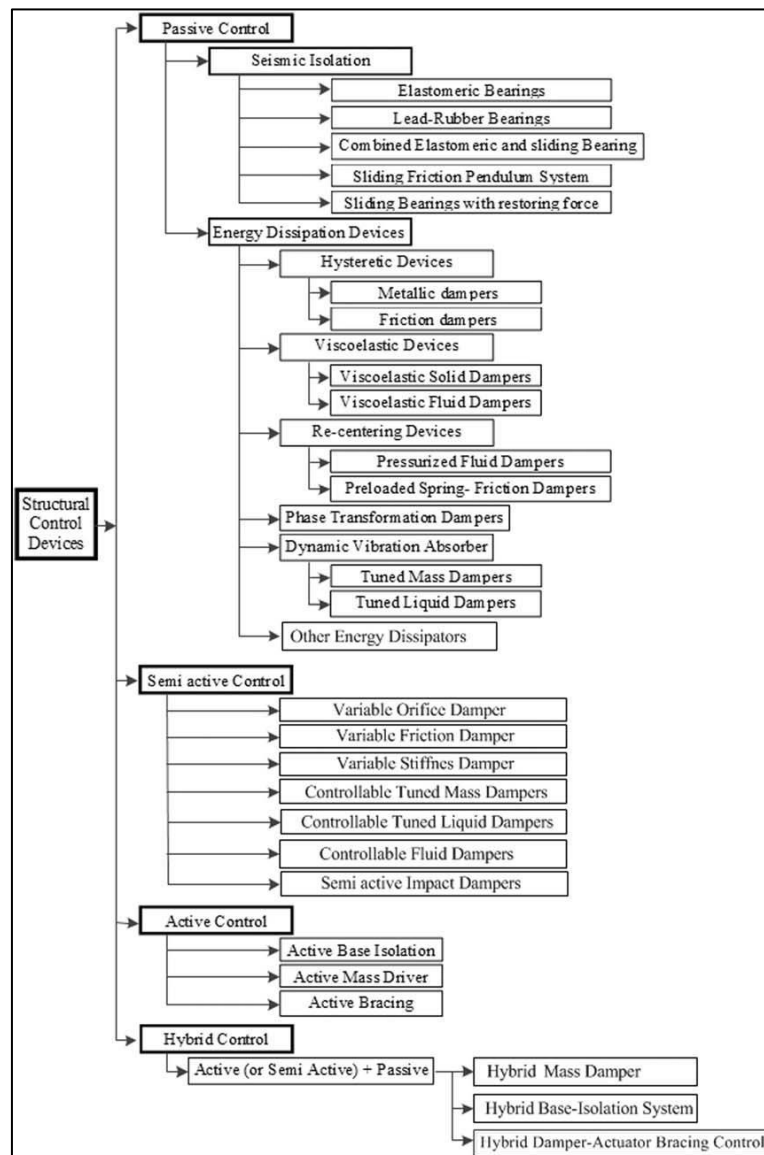 Passive Control
Seismic Isolation
Elastomeric Bearings
Lead-Rubber Bearings
Combined Elastomeric and sliding Bearing
Sliding Friction Pendulum System
Sliding Bearings with restoring force
Energy Dissipation Devices
Hysteretic Devices
Metallic dampers
Friction dampers
Viscoelastic Devices
Viscoelastic Solid Dampers
Viscoelastic Fluid Dampers
Re-centering Devices
Pressurized Fluid Dampers
Preloaded Spring- Friction Dampers
Structural
Control
Devices
Phase Transformation Dampers
Dynamic Vibration Absorber
Tuned Mass Dampers
Tuned Liquid Dampers
Other Energy Dissipators
Semi active Control
Variable Orifice Damper
Variable Friction Damper
Variable Stiffnes Damper
Controllable Tuned Mass Dampers
Controllable Tuned Liquid Dampers
Controllable Fluid Dampers
Semi active Impact Dampers
Active Control
Active Base Isolation
Active Mass Driver
Active Bracing
Hybrid Control
Active (or Semi Active) + Passive
Hybrid Mass Damper
Hybrid Base-Isolation System
Hybrid Damper-Actuator Bracing Control